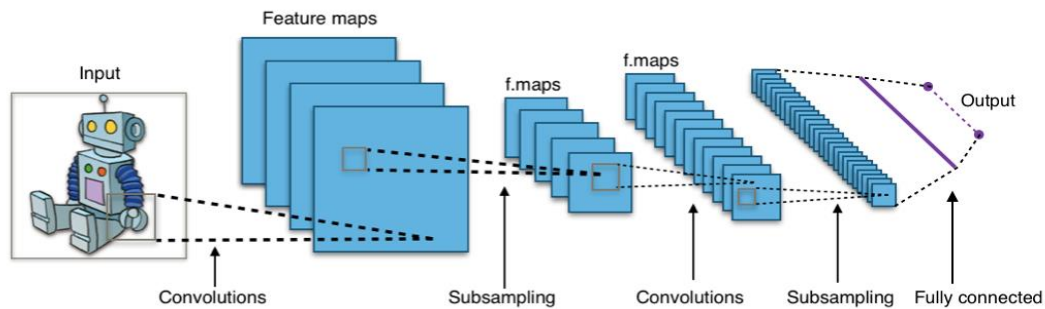 Feature maps
Input
f.maps
f.maps
Output
Convolutions
Subsampling
Convolutions
Subsampling
Fully connected